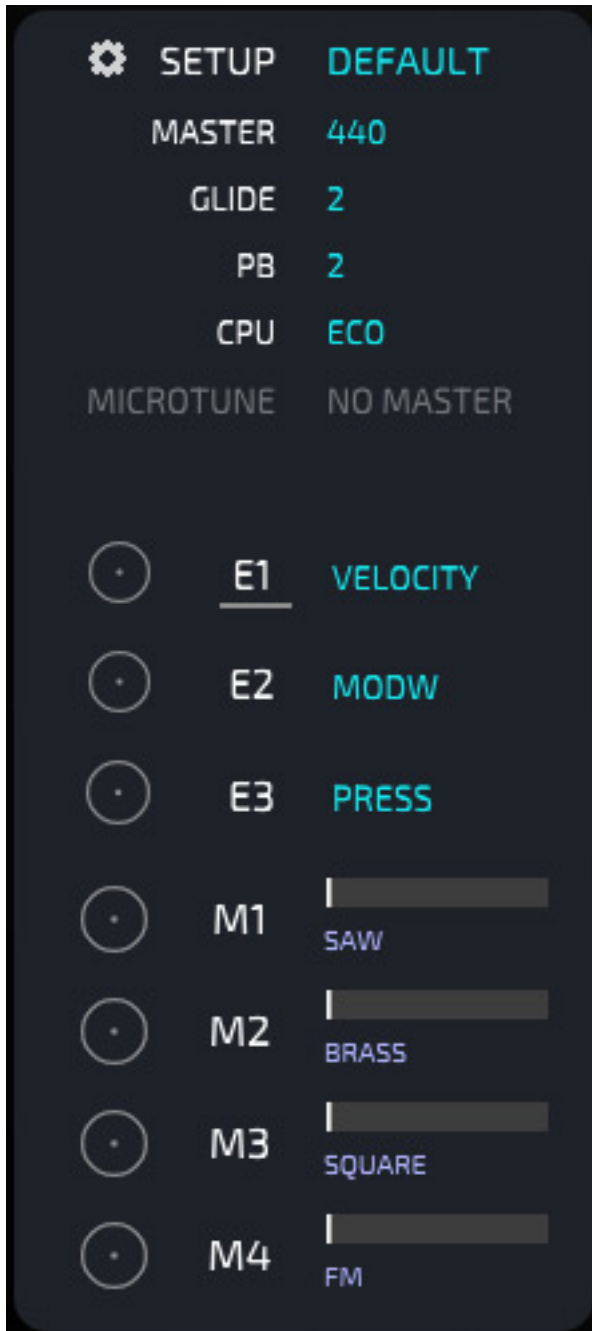 SETUP DEFAULT
MASTER 440
GLIDE 2
PB 2
CPU ECO
MICROTUNE NO MASTER
E1 VELOCITY
E2 MODW
E3 PRESS
M1
SAW
M2
BRASS
M3
SQUARE
M4
FM